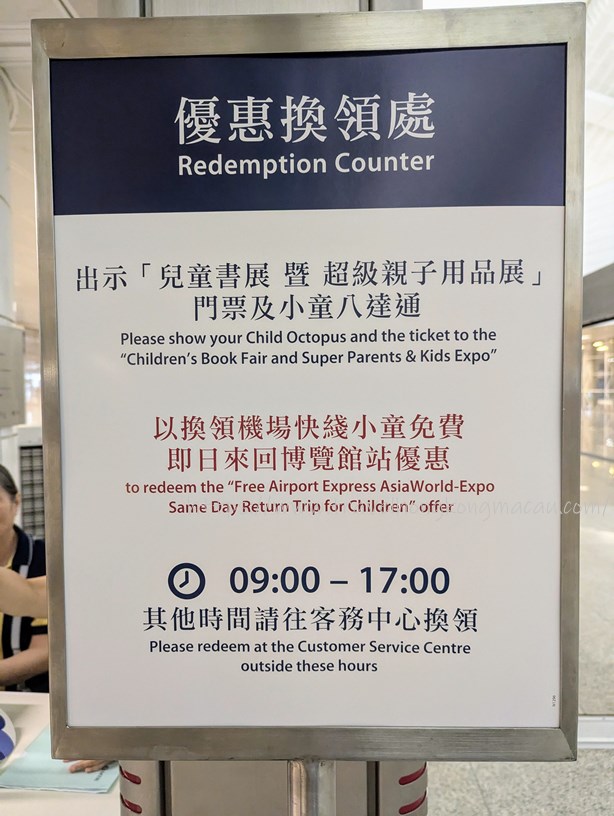 優惠換領處
Redemption Counter
出示「兒童書展 暨 超級親子用品展」
門票及小童八達通
Please show your Child Octopus and the ticket to the
“Children’s Book Fair and Super Parents & Kids Expo”
以換領機場快綫小童免費
即日來回博覽館站優惠
to redeem the “Free Airport Express AsiaWorld-Expo
Same Day Return Trip for Children” offer
09:00 – 17:00
其他時間請往客務中心換領
Please redeem at the Customer Service Centre
outside these hours